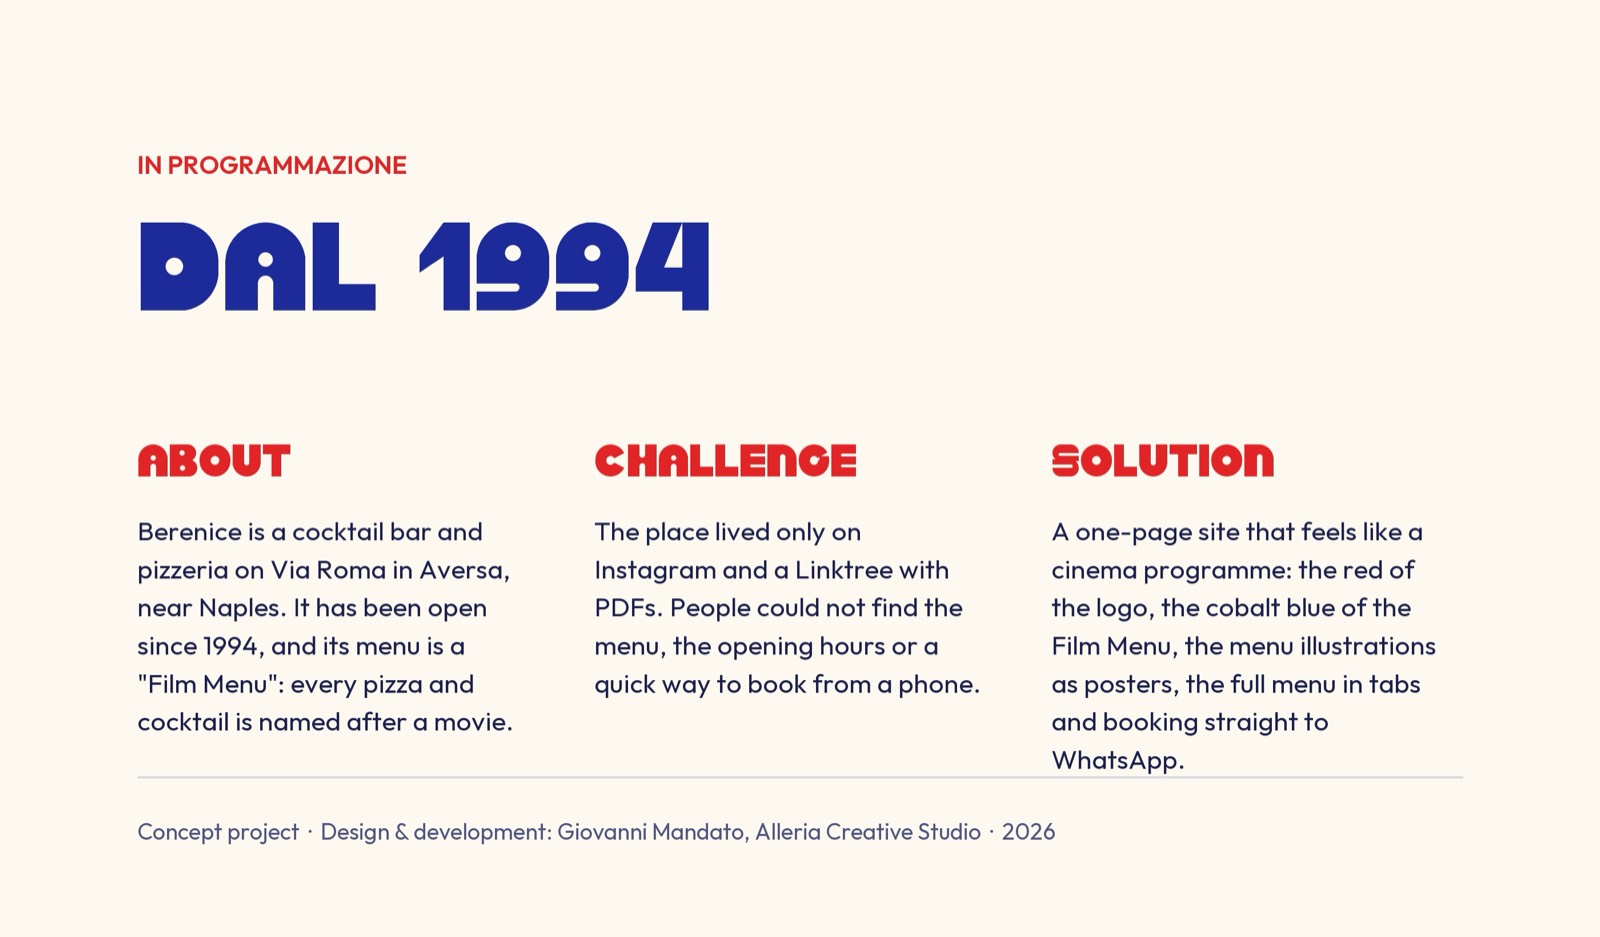 IN PROGRAMMAZIONE
DAL 1994
ABOUT
Berenice is a cocktail bar and
pizzeria on Via Roma in Aversa,
near Naples. It has been open
since 1994, and its menu is a
"Film Menu": every pizza and
cocktail is named after a movie.
CHALLENGE
The place lived only on
Instagram and a Linktree with
PDFs. People could not find the
menu, the opening hours or a
quick way to book from a phone.
SOLUTION
A one-page site that feels like a
cinema programme: the red of
the logo, the cobalt blue of the
Film Menu, the menu illustrations
as posters, the full menu in tabs
and booking straight to
WhatsApp.
Concept project · Design & development: Giovanni Mandato, Alleria Creative Studio · 2026